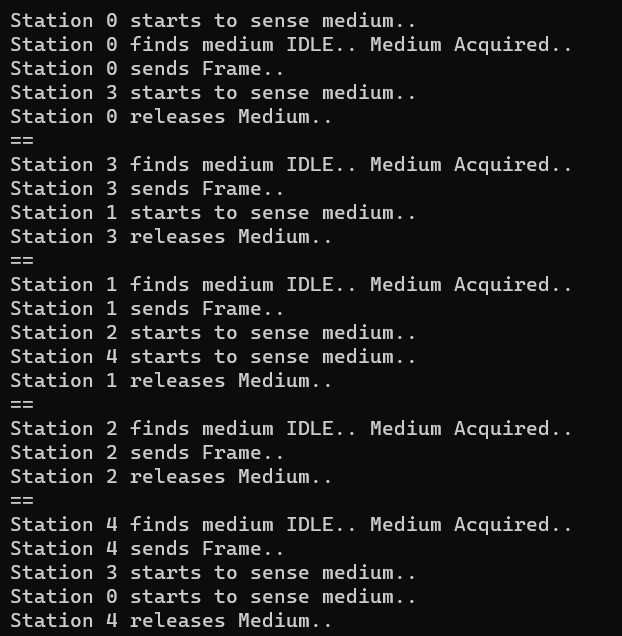 Station 0 starts to sense medium..
Station 0 finds medium IDLE.. Medium Acquired..
Station 0 sends Frame..
Station 3 starts to sense medium..
Station 0 releases Medium..
==
Station 3 finds medium IDLE.. Medium Acquired..
Station 3 sends Frame..
Station 1 starts to sense medium..
Station 3 releases Medium..
==
Station 1 finds medium IDLE.. Medium Acquired..
Station 1 sends Frame..
Station 2 starts to sense medium..
Station 4 starts to sense medium..
Station 1 releases Medium..
==
Station 2 finds medium IDLE.. Medium Acquired..
Station 2 sends Frame..
Station 2 releases Medium..
==
Station 4 finds medium IDLE.. Medium Acquired..
Station 4 sends Frame..
Station 3 starts to sense medium..
Station 0 starts to sense medium..
Station 4 releases Medium..